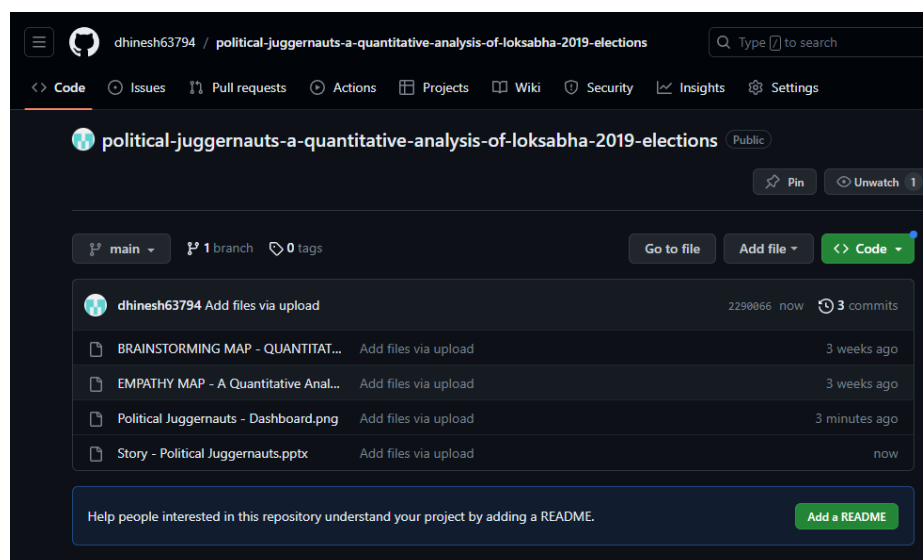 dhinesh63794 / political-juggernauts-a-quantitative-analysis-of-loksabha-2019-elections Type / to search
Code Issues Pull requests Actions Projects Wiki Security Insights Settings
political-juggernauts-a-quantitative-analysis-of-loksabha-2019-elections Public
Pin Unwatch 1
main 1 branch 0 tags Go to file Add file Code
dhinesh63794 Add files via upload 2290066 now 3 commits
BRAINSTORMING MAP - QUANTITAT... Add files via upload 3 weeks ago
EMPATHY MAP - A Quantitative Anal... Add files via upload 3 weeks ago
Political Juggernauts - Dashboard.png Add files via upload 3 minutes ago
Story - Political Juggernauts.pptx Add files via upload now
Help people interested in this repository understand your project by adding a README. Add a README